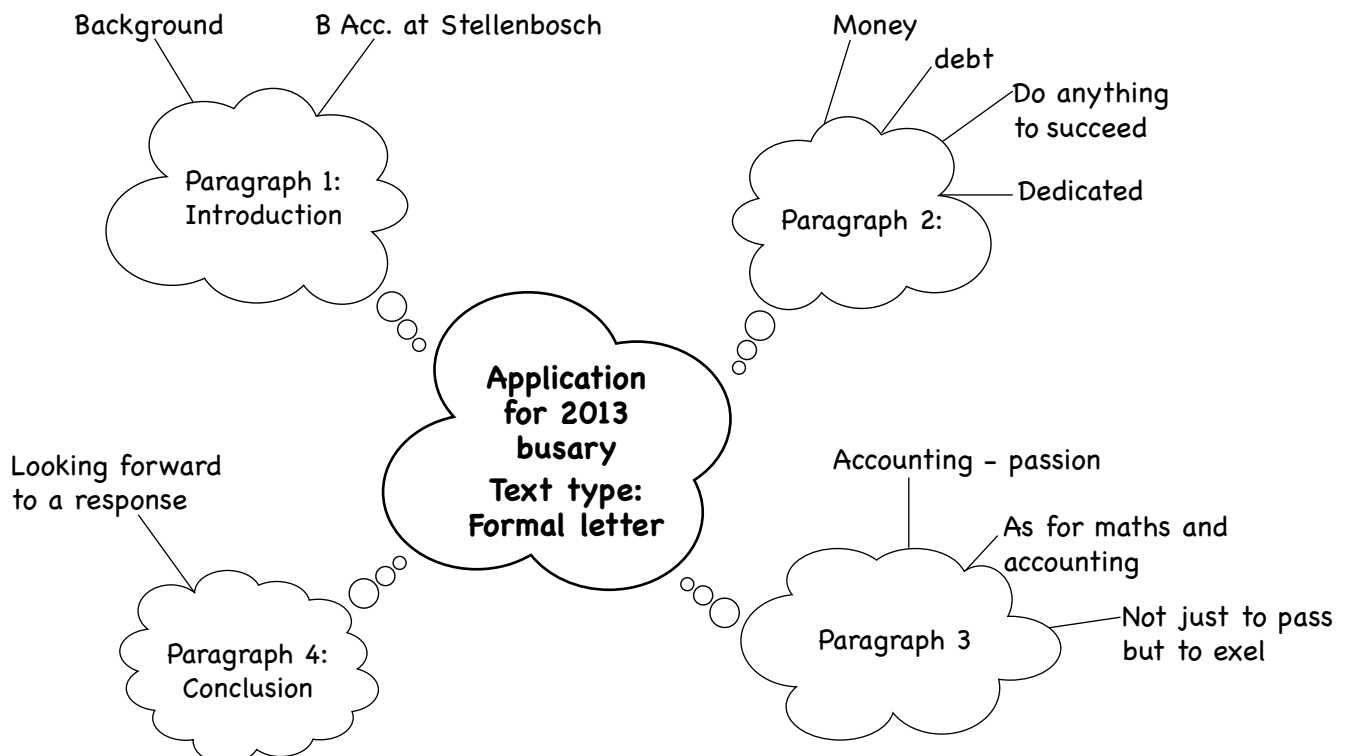 Background
B Acc. at Stellenbosch
Paragraph 1:
Introduction
Money
debt
Do anything
to succeed
Dedicated
Paragraph 2:
Application
for 2013
busary
Text type:
Formal letter
Accounting – passion
As for maths and
accounting
Not just to pass
but to exel
Paragraph 3
Looking forward
to a response
Paragraph 4:
Conclusion